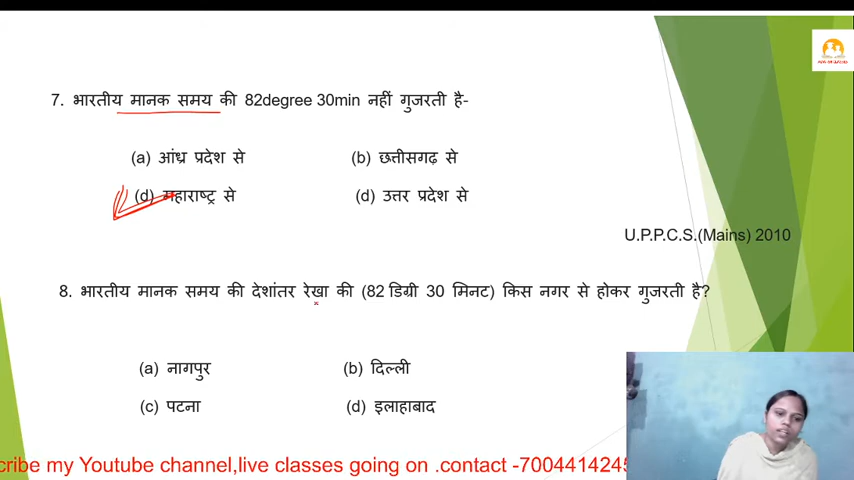 7. भारतीय मानक समय की 82degree 30min नहीं गुजरती है-
(a) आंध्र प्रदेश से (b) छत्तीसगढ़ से
(d) महाराष्ट्र से (d) उत्तर प्रदेश से
U.P.P.C.S.(Mains) 2010
8. भारतीय मानक समय की देशांतर रेखा की (82 डिग्री 30 मिनट) किस नगर से होकर गुजरती है?
(a) नागपुर (b) दिल्ली
(c) पटना (d) इलाहाबाद
cribe my Youtube channel,live classes going on .contact -7004414245